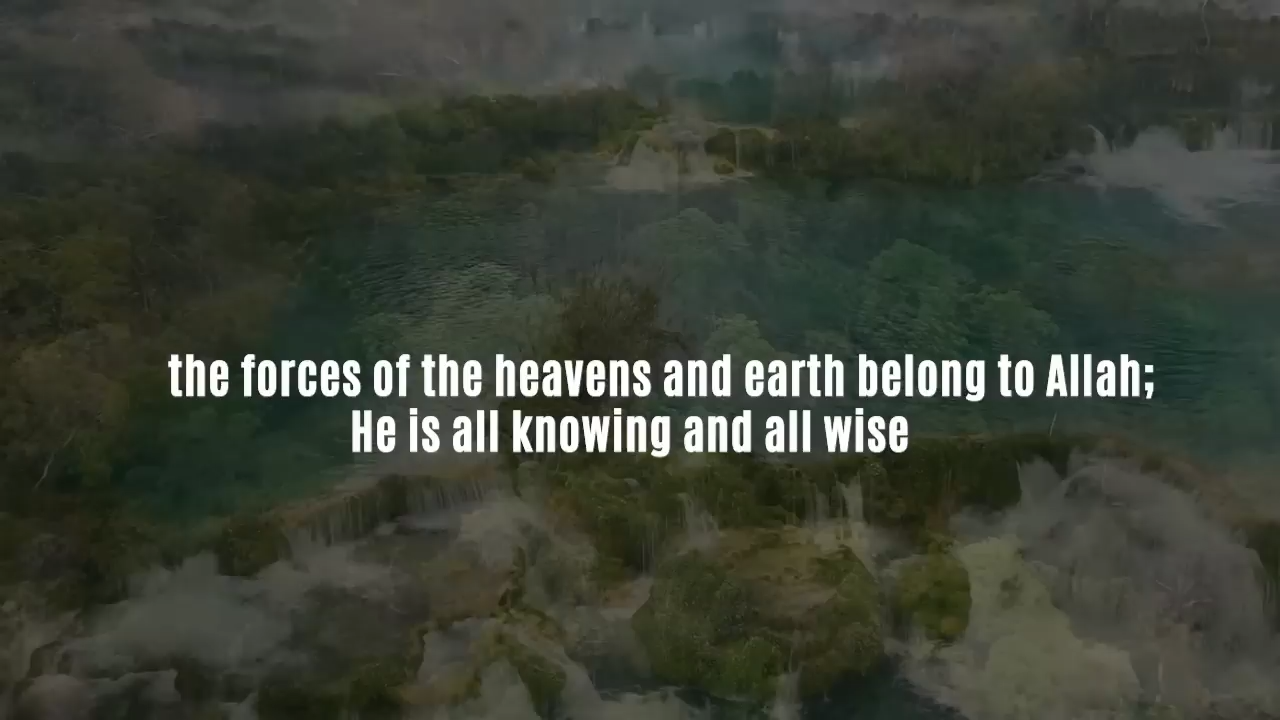 the forces of the heavens and earth belong to Allah;
He is all knowing and all wise